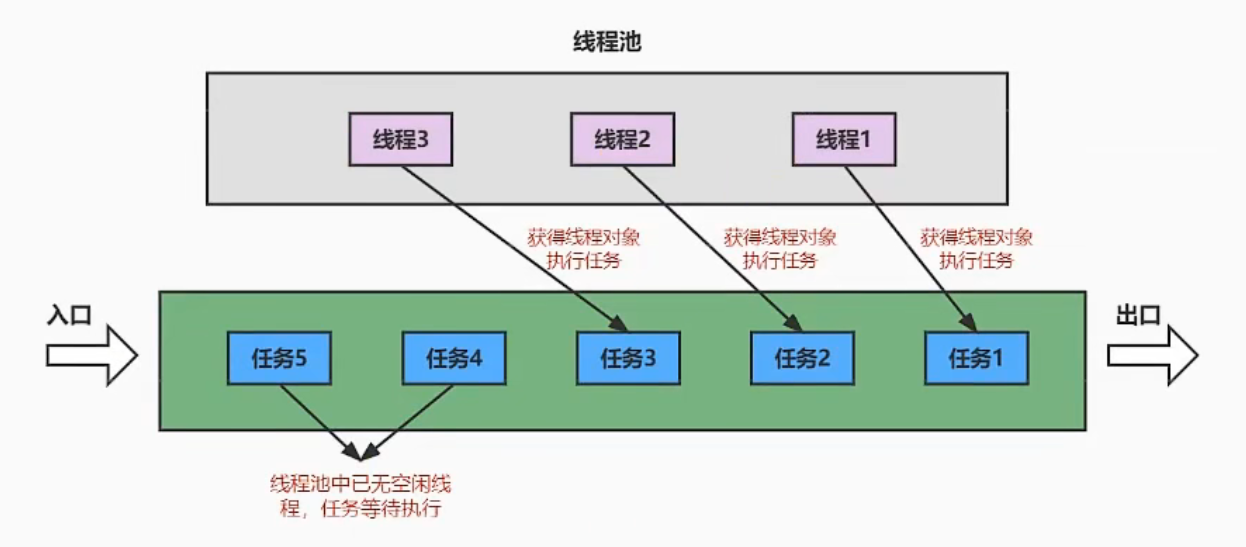 线程池
线程3
线程2
线程1
获得线程对象
执行任务
获得线程对象
执行任务
获得线程对象
执行任务
入口
出口
任务5
任务4
任务3
任务2
任务1
线程池中已无空闲线
程，任务等待执行